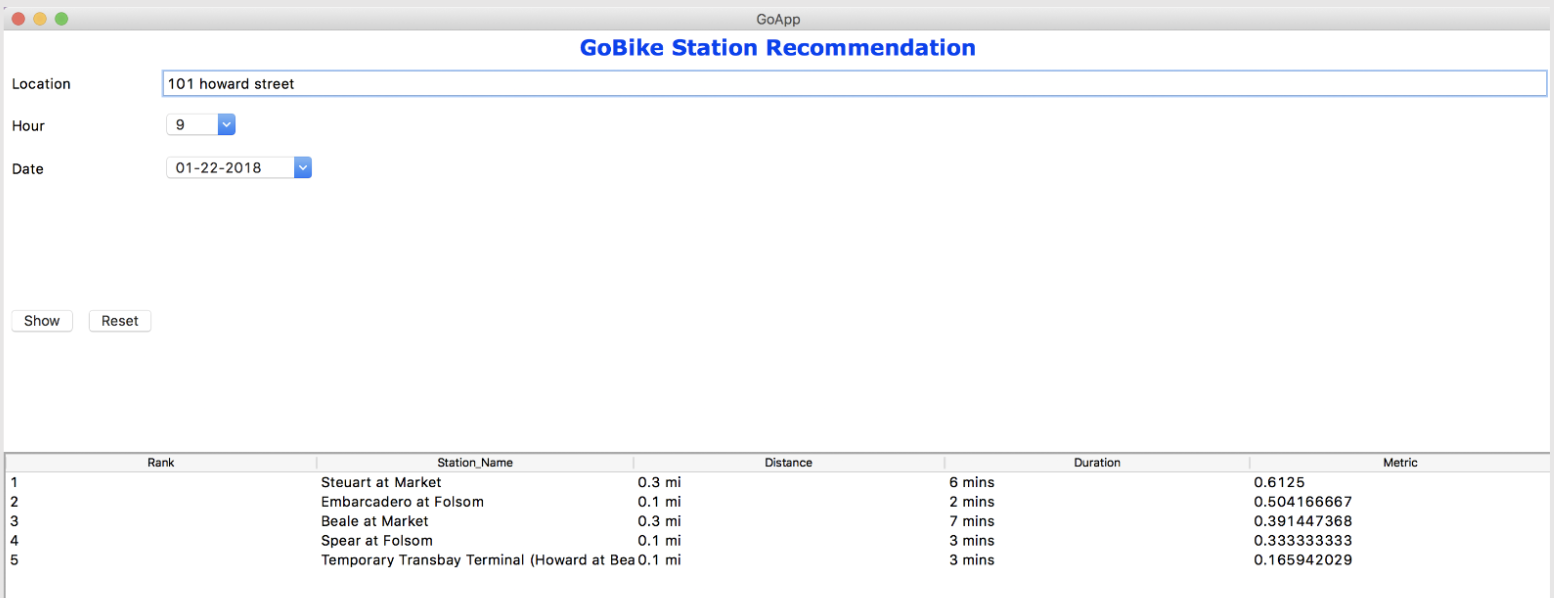 GoApp
GoBike Station Recommendation
Location 101 howard street
Hour 9
Date 01-22-2018
Show Reset
Rank Station_Name Distance Duration Metric
1 Steuart at Market 0.3 mi 6 mins 0.6125
2 Embarcadero at Folsom 0.1 mi 2 mins 0.504166667
3 Beale at Market 0.3 mi 7 mins 0.391447368
4 Spear at Folsom 0.1 mi 3 mins 0.333333333
5 Temporary Transbay Terminal (Howard at Bea 0.1 mi 3 mins 0.165942029